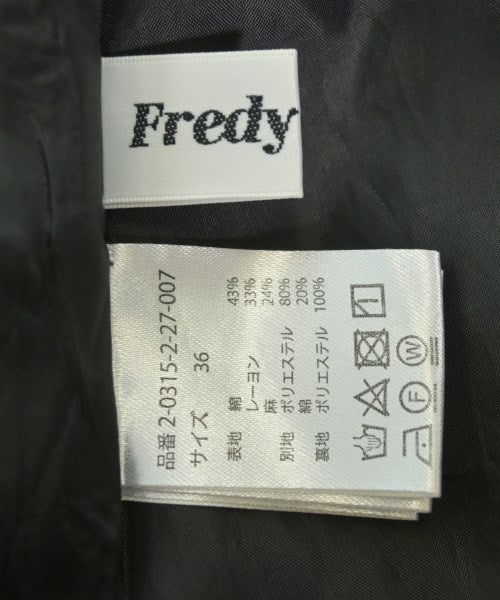 Fredy
品番 2-0315-2-27-007
サイズ 36
表地 綿 43%
レーヨン 33%
麻 24%
別地 ポリエステル 80%
綿 20%
裏地 ポリエステル 100%
F
W